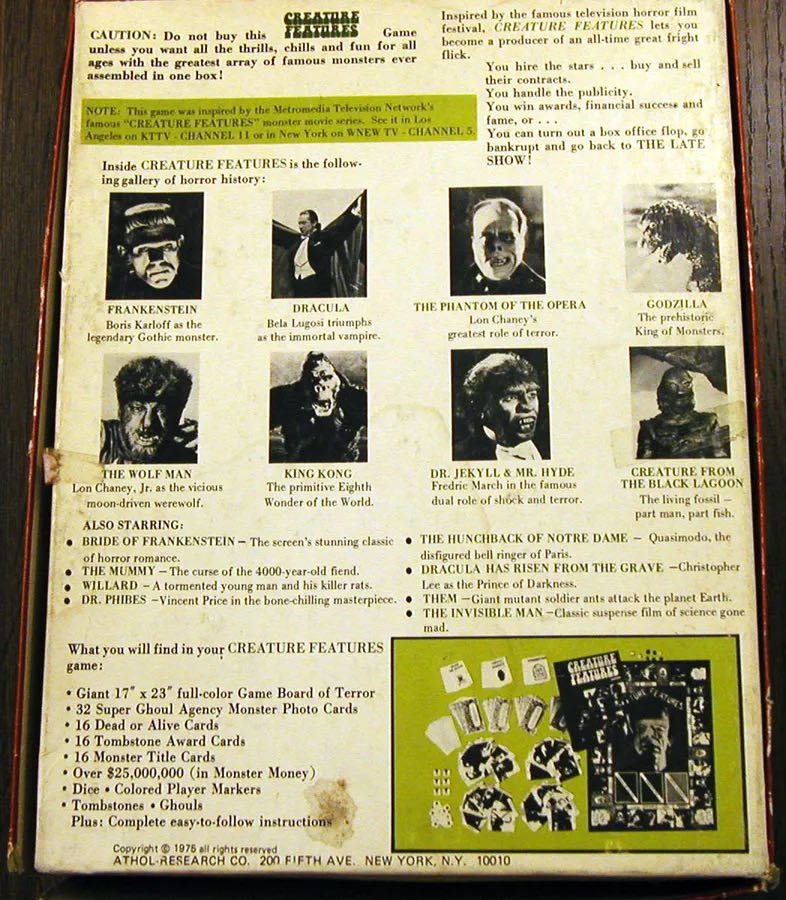 CAUTION: Do not buy this CREATURE FEATURES Game
unless you want all the thrills, chills and fun for all
ages with the greatest array of famous monsters ever
assembled in one box!
Inspired by the famous television horror film
festival, CREATURE FEATURES lets you
become a producer of an all-time great fright
flick.
You hire the stars . . . buy and sell
their contracts.
You handle the publicity.
You win awards, financial success and
fame, or . . .
You can turn out a box office flop, go
bankrupt and go back to THE LATE
SHOW!
NOTE: This game was inspired by the Metromedia Television Network's
famous "CREATURE FEATURES" monster movie series. See it in Los
Angeles on KTTV - CHANNEL 11 or in New York on WNEW TV - CHANNEL 5.
Inside CREATURE FEATURES is the follow-
ing gallery of horror history:
FRANKENSTEIN
Boris Karloff as the
legendary Gothic monster.
DRACULA
Bela Lugosi triumphs
as the immortal vampire.
THE PHANTOM OF THE OPERA
Lon Chaney's
greatest role of terror.
GODZILLA
The prehistoric
King of Monsters.
THE WOLF MAN
Lon Chaney, Jr. as the vicious
moon-driven werewolf.
KING KONG
The primitive Eighth
Wonder of the World.
DR. JEKYLL & MR. HYDE
Fredric March in the famous
dual role of shock and terror.
CREATURE FROM
THE BLACK LAGOON
The living fossil —
part man, part fish.
ALSO STARRING:
• BRIDE OF FRANKENSTEIN — The screen's stunning classic
of horror romance.
• THE MUMMY — The curse of the 4000-year-old fiend.
• WILLARD — A tormented young man and his killer rats.
• DR. PHIBES — Vincent Price in the bone-chilling masterpiece.
• THE HUNCHBACK OF NOTRE DAME — Quasimodo, the
disfigured bell ringer of Paris.
• DRACULA HAS RISEN FROM THE GRAVE — Christopher
Lee as the Prince of Darkness.
• THEM — Giant mutant soldier ants attack the planet Earth.
• THE INVISIBLE MAN — Classic suspense film of science gone
mad.
What you will find in your CREATURE FEATURES
game:
• Giant 17" x 23" full-color Game Board of Terror
• 32 Super Ghoul Agency Monster Photo Cards
• 16 Dead or Alive Cards
• 16 Tombstone Award Cards
• 16 Monster Title Cards
• Over $25,000,000 (in Monster Money)
• Dice • Colored Player Markers
• Tombstones • Ghouls
Plus: Complete easy-to-follow instructions
CREATURE
FEATURES
CREATURE FEATURES
Copyright © 1975 all rights reserved
ATHOL-RESEARCH CO. 200 FIFTH AVE. NEW YORK, N.Y. 10010